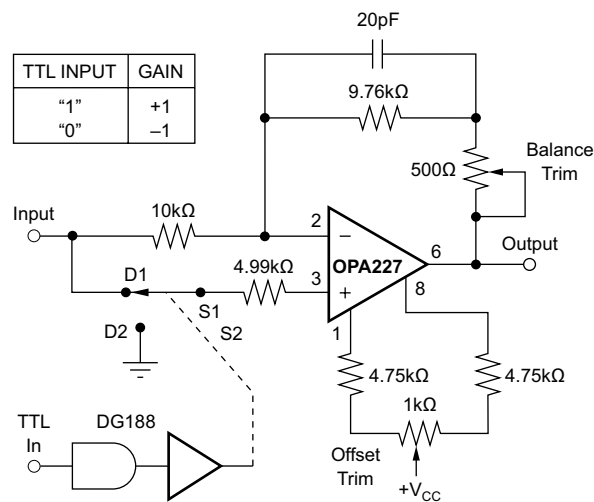 20pF
TTL INPUT GAIN
"1" +1
"0" –1
9.76kΩ
500Ω
Balance
Trim
Input
10kΩ
2
–
OPA227
6
Output
D1
4.99kΩ
3
+
8
S1
D2
S2
1
4.75kΩ
4.75kΩ
TTL
In
DG188
1kΩ
Offset
Trim
+VCC